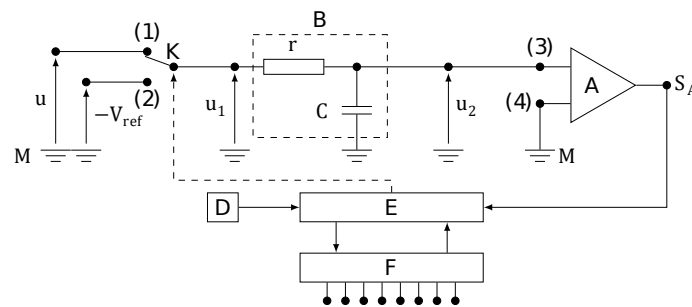 B
(1)
K
r
(3)
(2)
A
S_A
u
−V_ref
u_1
C
u_2
(4)
M
M
D
E
F